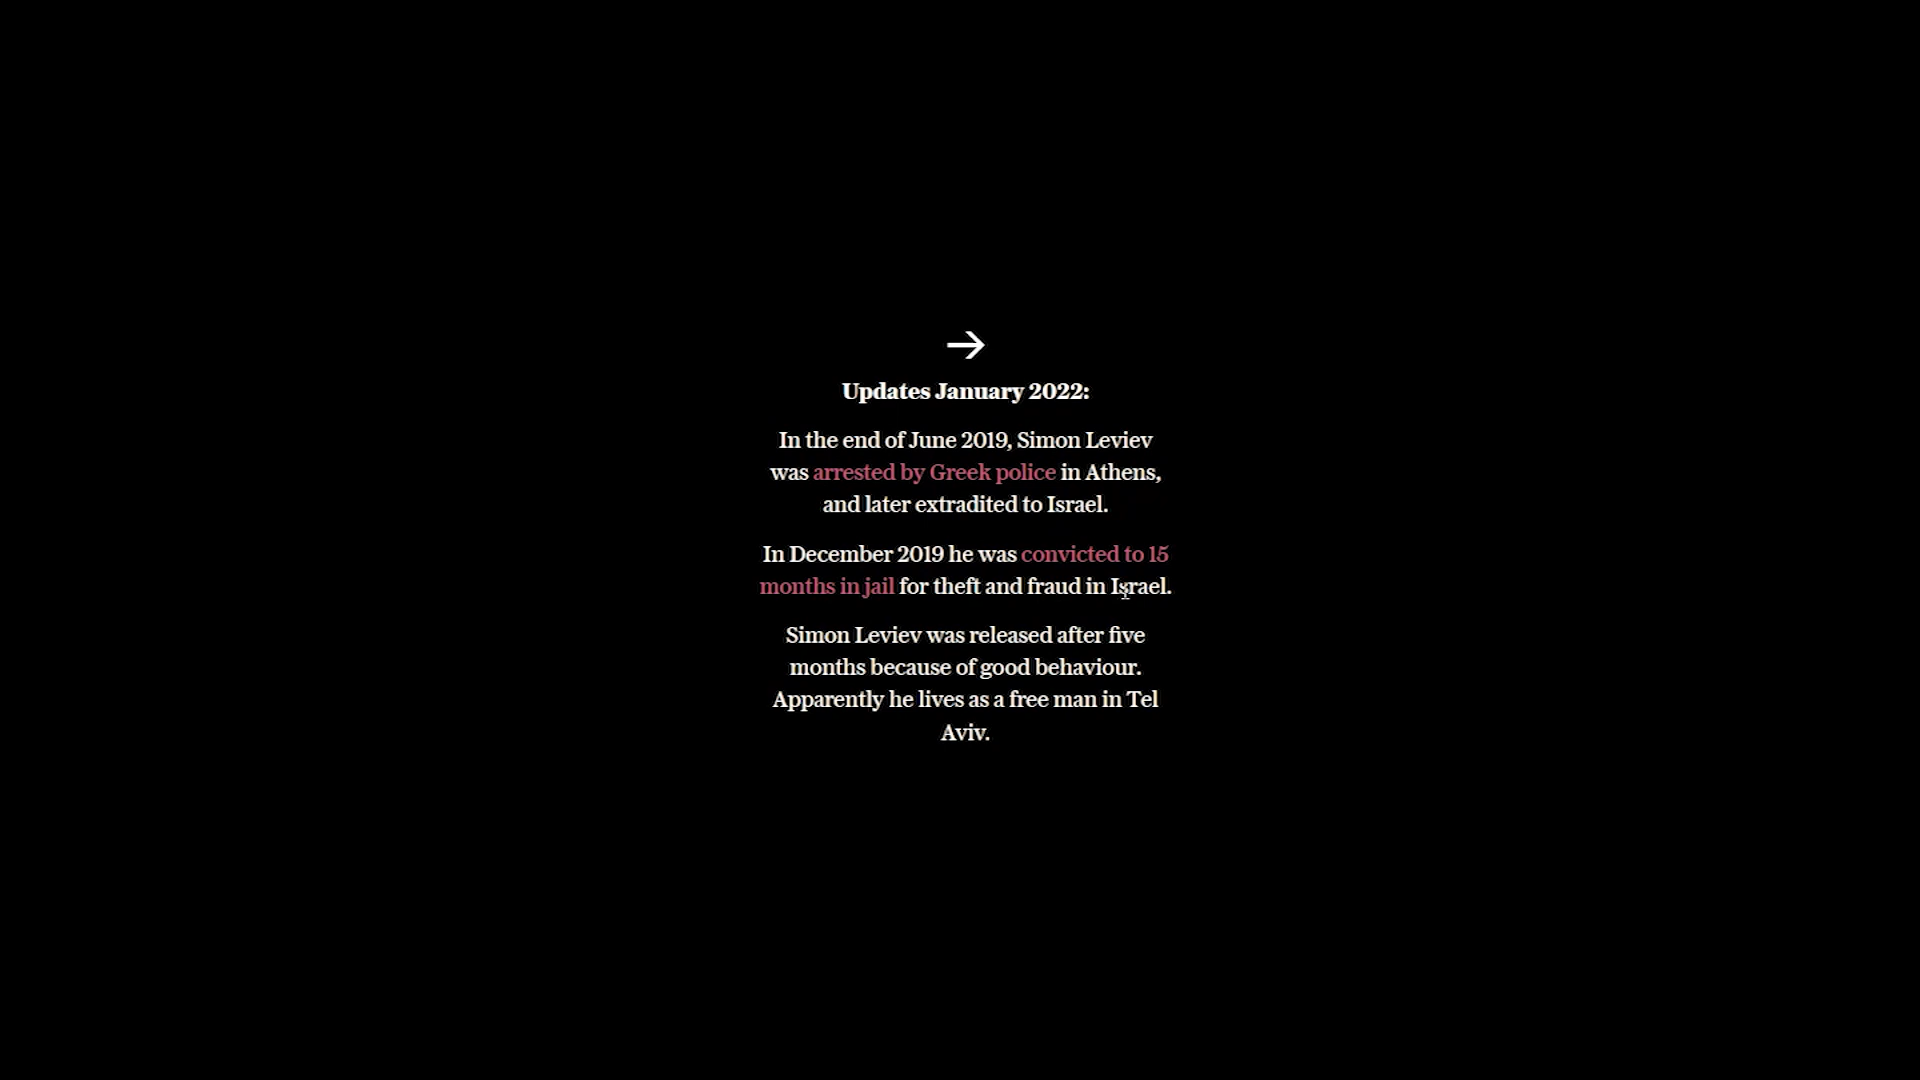 Updates January 2022:
In the end of June 2019, Simon Leviev
was arrested by Greek police in Athens,
and later extradited to Israel.
In December 2019 he was convicted to 15
months in jail for theft and fraud in Israel.
Simon Leviev was released after five
months because of good behaviour.
Apparently he lives as a free man in Tel
Aviv.